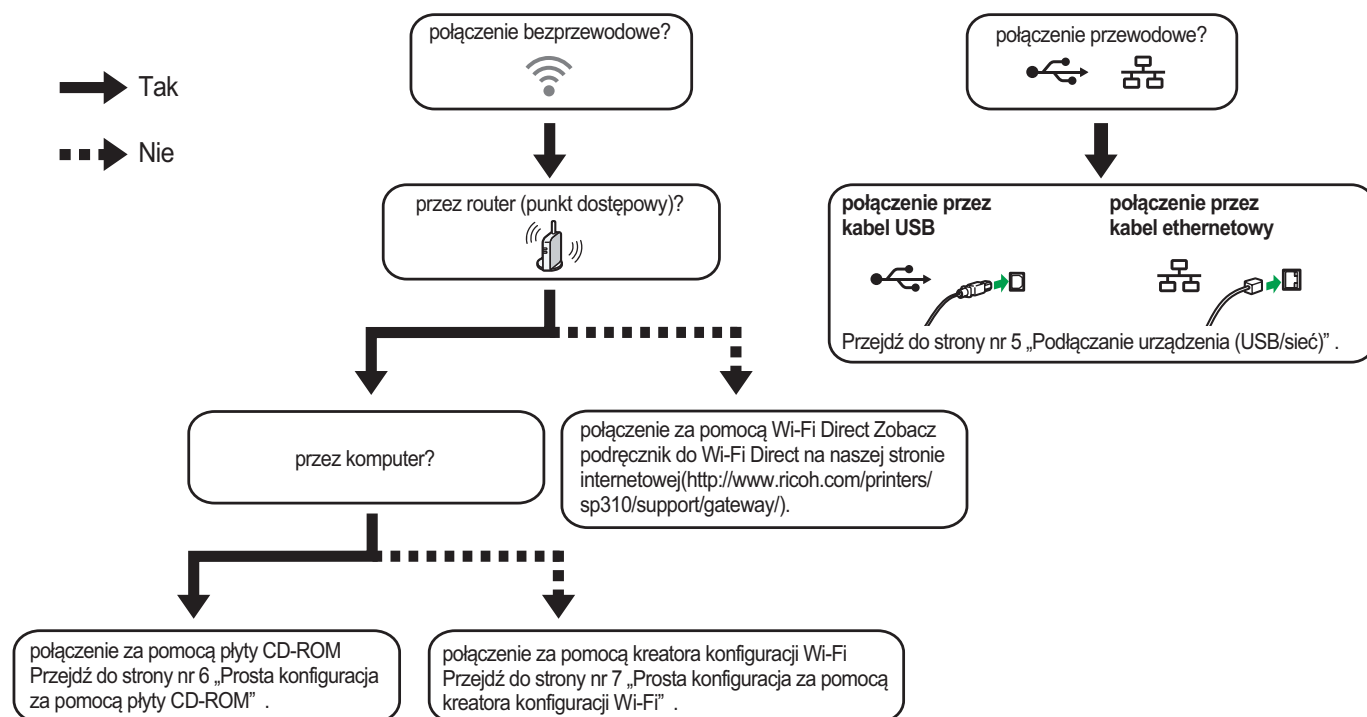 połączenie bezprzewodowe?
połączenie przewodowe?
Tak
Nie
przez router (punkt dostępowy)?
połączenie przez
kabel USB
połączenie przez
kabel ethernetowy
Przejdź do strony nr 5 „Podłączanie urządzenia (USB/sieć)” .
przez komputer?
połączenie za pomocą Wi-Fi Direct Zobacz
podręcznik do Wi-Fi Direct na naszej stronie
internetowej(http://www.ricoh.com/printers/
sp310/support/gateway/).
połączenie za pomocą płyty CD-ROM
Przejdź do strony nr 6 „Prosta konfiguracja
za pomocą płyty CD-ROM” .
połączenie za pomocą kreatora konfiguracji Wi-Fi
Przejdź do strony nr 7 „Prosta konfiguracja za pomocą
kreatora konfiguracji Wi-Fi” .